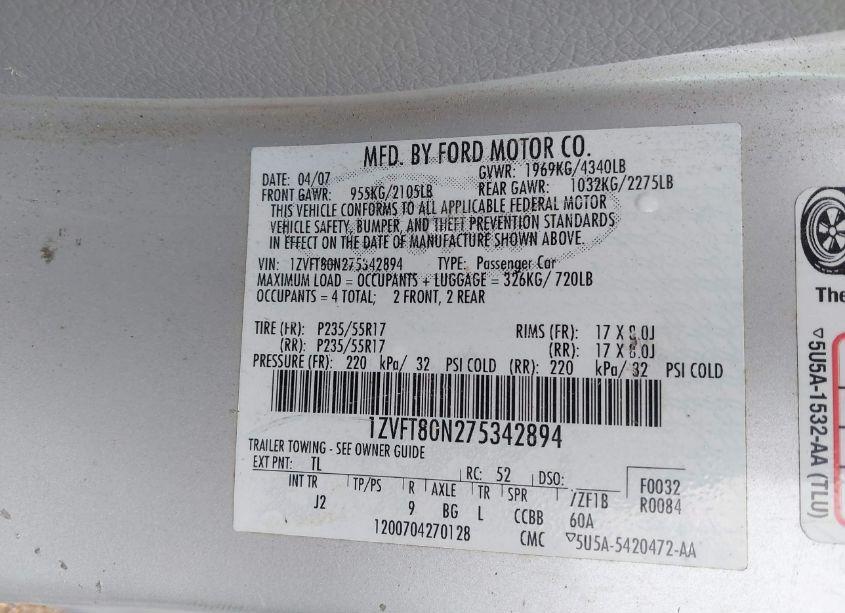 MFD. BY FORD MOTOR CO.
DATE: 04/07 GVWR: 1969KG/4340LB
FRONT GAWR: 955KG/2105LB REAR GAWR: 1032KG/2275LB
THIS VEHICLE CONFORMS TO ALL APPLICABLE FEDERAL MOTOR
VEHICLE SAFETY, BUMPER, AND THEFT PREVENTION STANDARDS
IN EFFECT ON THE DATE OF MANUFACTURE SHOWN ABOVE.
VIN: 1ZVFT80N275342894 TYPE: Passenger Car
MAXIMUM LOAD = OCCUPANTS + LUGGAGE = 326KG/ 720LB
OCCUPANTS = 4 TOTAL; 2 FRONT, 2 REAR
TIRE (FR): P235/55R17 RIMS (FR): 17 X 8.0J
(RR): P235/55R17 (RR): 17 X 8.0J
PRESSURE (FR): 220 kPa/ 32 PSI COLD (RR): 220 kPa/ 32 PSI COLD
1ZVFT80N275342894
TRAILER TOWING - SEE OWNER GUIDE
EXT PNT: TL RC: 52 DSO: F0032
INT TR TP/PS R AXLE TR SPR /ZF1B R0084
J2 9 BG L CCBB 60A
1200704270128 CMC ▽5U5A-5420472-AA
The
▽5U5A-1532-AA (TLU)